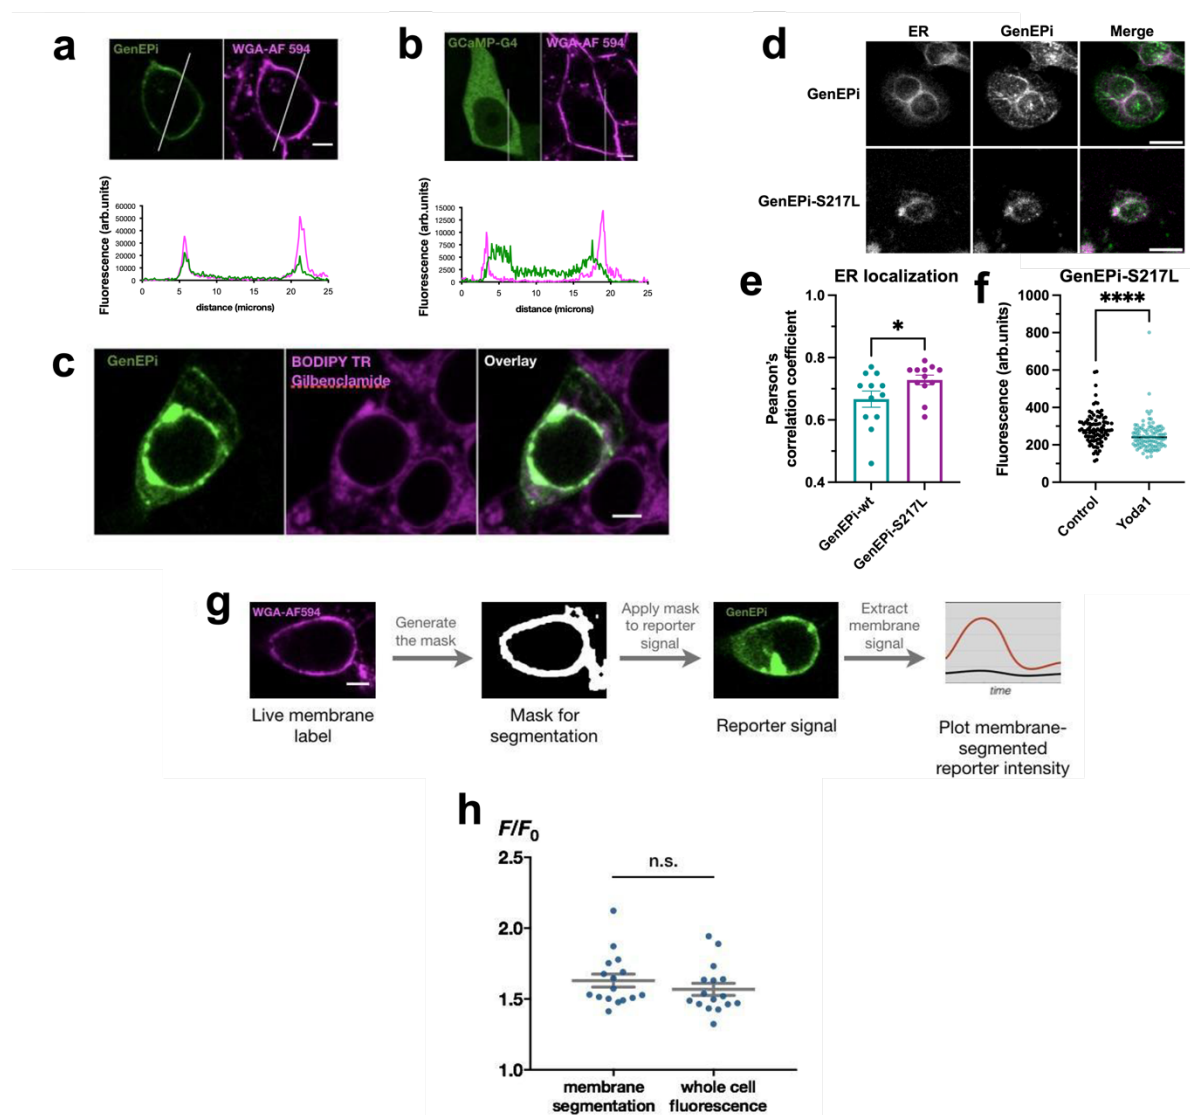 a
GenEPi
WGA-AF 594
Fluorescence (arb.units)
60000
50000
40000
30000
20000
10000
0
0
5
10
15
20
25
distance (microns)
b
GCaMP-G4
WGA-AF 594
Fluorescence (arb.units)
15000
12500
10000
7500
5000
2500
0
0
5
10
15
20
25
distance (microns)
c
GenEPi
BODIPY TR
Gilbenclamide
Overlay
d
ER
GenEPi
Merge
GenEPi
GenEPi-S217L
e
ER localization
Pearson's
correlation coefficient
1.0
0.8
0.6
0.4
*
GenEPi-wt
GenEPi-S217L
f
GenEPi-S217L
Fluorescence (arb.units)
1000
800
600
400
200
0
****
Control
Yoda1
g
WGA-AF594
Live membrane
label
Generate
the mask
Mask for
segmentation
Apply mask
to reporter
signal
GenEPi
Reporter signal
Extract
membrane
signal
time
Plot membrane-
segmented
reporter intensity
h
F/F0
2.5
2.0
1.5
1.0
n.s.
membrane
segmentation
whole cell
fluorescence